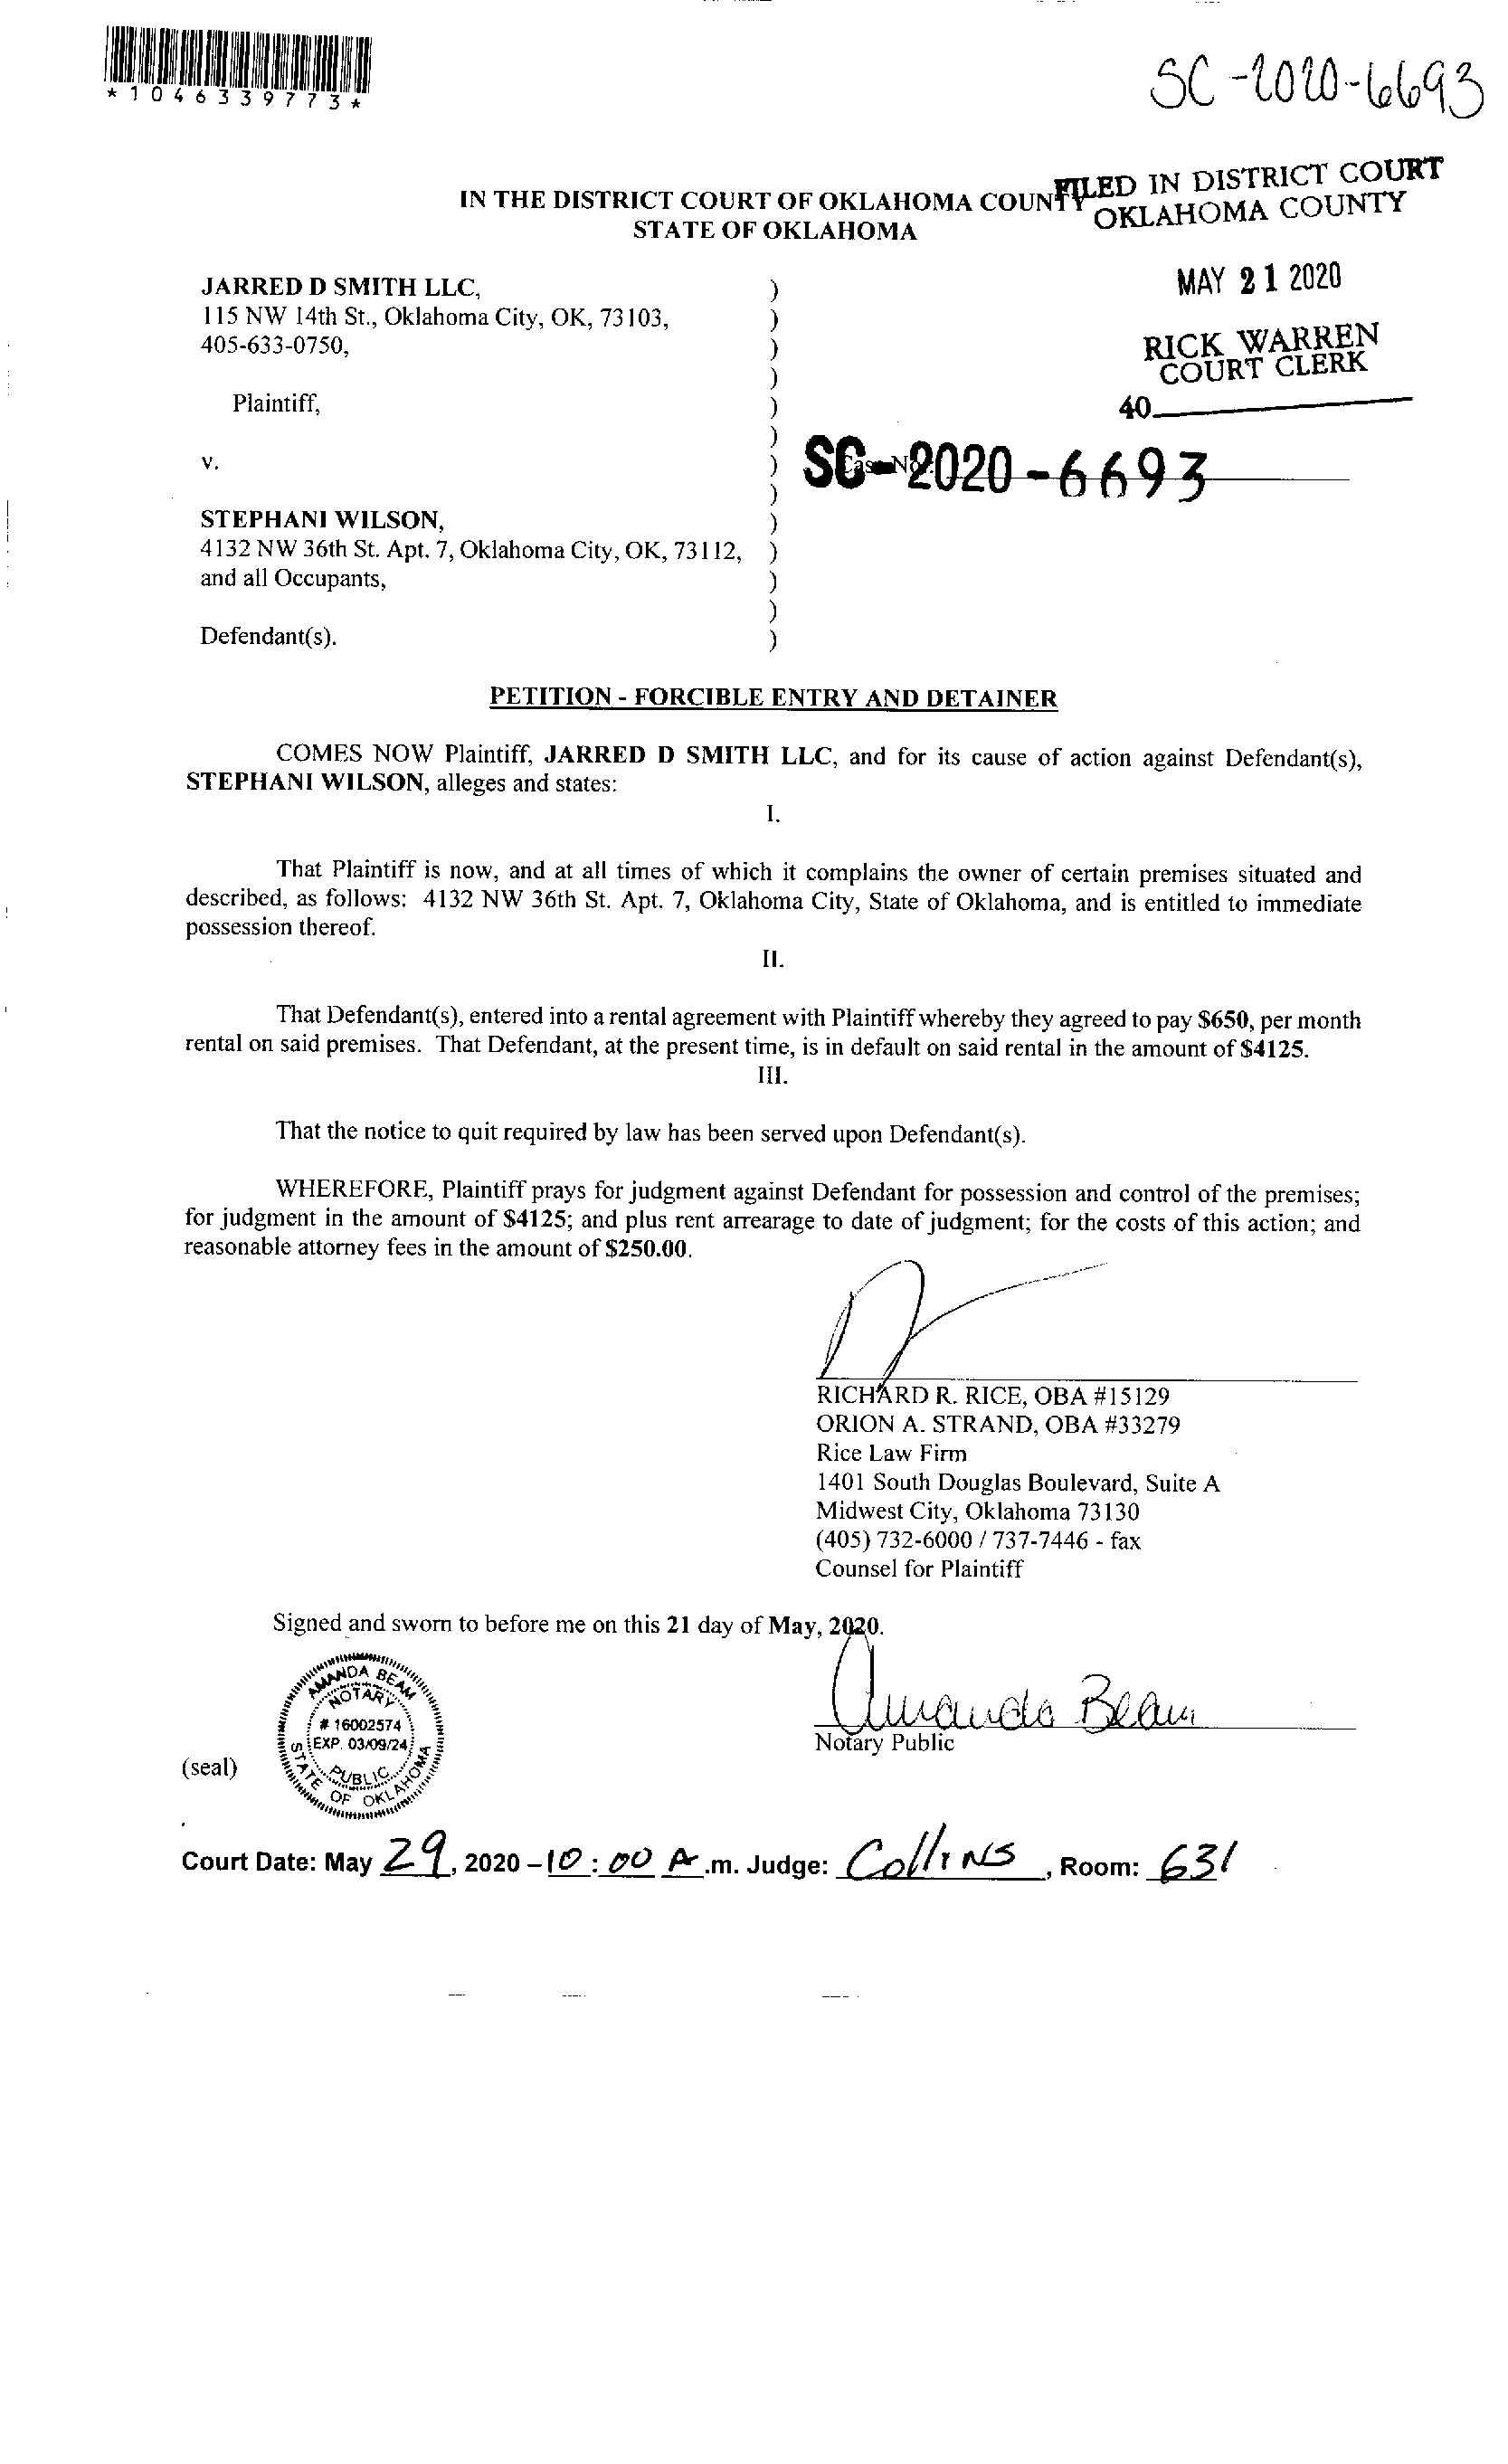 *1046339773*
SC-2020-6693
IN THE DISTRICT COURT OF OKLAHOMA COUNTY
STATE OF OKLAHOMA
FILED IN DISTRICT COURT
OKLAHOMA COUNTY
MAY 21 2020
RICK WARREN
COURT CLERK
40
JARRED D SMITH LLC, )
115 NW 14th St., Oklahoma City, OK, 73103, )
405-633-0750, )
)
Plaintiff, )
)
v. ) Case No. SC-2020-6693
)
STEPHANI WILSON, )
4132 NW 36th St. Apt. 7, Oklahoma City, OK, 73112, )
and all Occupants, )
)
Defendant(s). )
PETITION - FORCIBLE ENTRY AND DETAINER
COMES NOW Plaintiff, JARRED D SMITH LLC, and for its cause of action against Defendant(s),
STEPHANI WILSON, alleges and states:
I.
That Plaintiff is now, and at all times of which it complains the owner of certain premises situated and
described, as follows: 4132 NW 36th St. Apt. 7, Oklahoma City, State of Oklahoma, and is entitled to immediate
possession thereof.
II.
That Defendant(s), entered into a rental agreement with Plaintiff whereby they agreed to pay $650, per month
rental on said premises. That Defendant, at the present time, is in default on said rental in the amount of $4125.
III.
That the notice to quit required by law has been served upon Defendant(s).
WHEREFORE, Plaintiff prays for judgment against Defendant for possession and control of the premises;
for judgment in the amount of $4125; and plus rent arrearage to date of judgment; for the costs of this action; and
reasonable attorney fees in the amount of $250.00.
RICHARD R. RICE, OBA #15129
ORION A. STRAND, OBA #33279
Rice Law Firm
1401 South Douglas Boulevard, Suite A
Midwest City, Oklahoma 73130
(405) 732-6000 / 737-7446 - fax
Counsel for Plaintiff
Signed and sworn to before me on this 21 day of May, 2020.
Amanda Beam
Notary Public
(seal)
AMANDA BEAM
NOTARY
# 16002574
EXP. 03/09/24
PUBLIC
STATE OF OKLAHOMA
Court Date: May 29, 2020 – 10:00 A.m. Judge: Collins, Room: 631